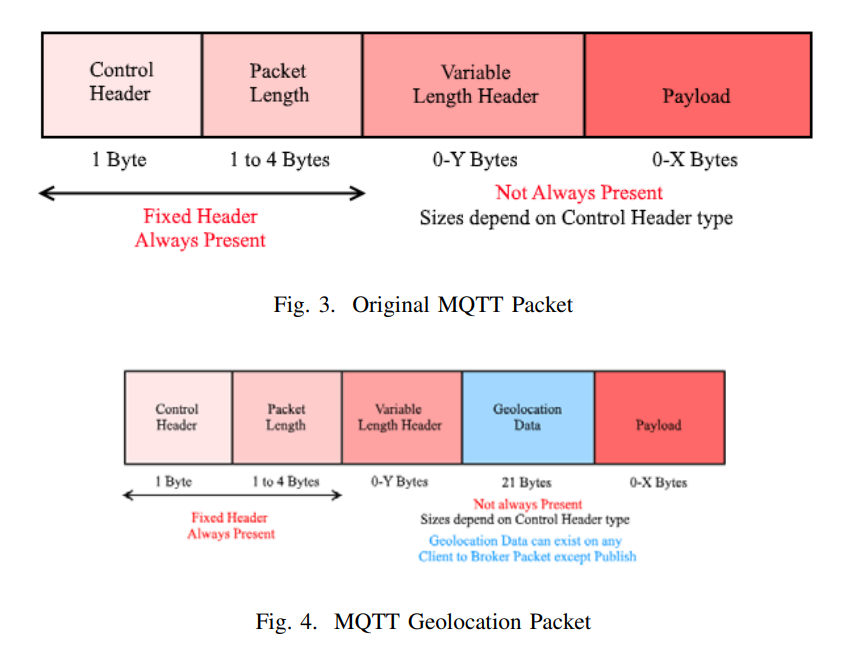 Control
Header
Packet
Length
Variable
Length Header
Payload
1 Byte
1 to 4 Bytes
0-Y Bytes
0-X Bytes
Fixed Header
Always Present
Not Always Present
Sizes depend on Control Header type
Fig. 3. Original MQTT Packet
Control
Header
Packet
Length
Variable
Length Header
Geolocation
Data
Payload
1 Byte
1 to 4 Bytes
0-Y Bytes
21 Bytes
0-X Bytes
Fixed Header
Always Present
Not always Present
Sizes depend on Control Header type
Geolocation Data can exist on any
Client to Broker Packet except Publish
Fig. 4. MQTT Geolocation Packet